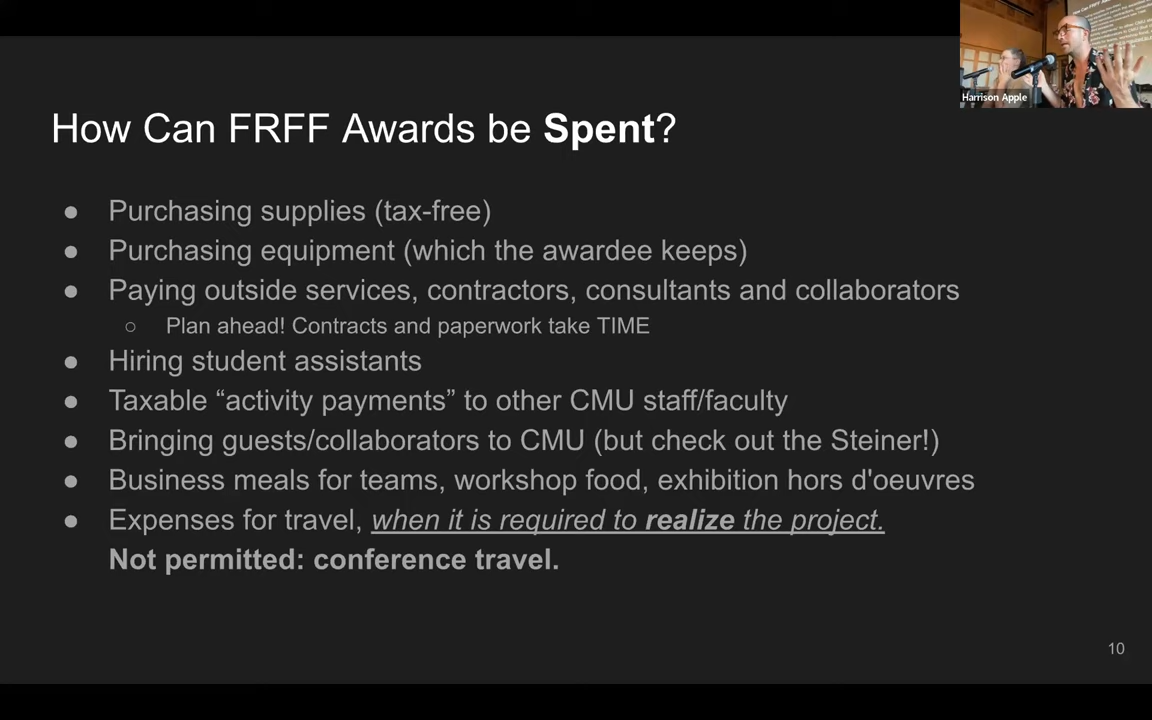 How Can FRFF Awards be Spent?
● Purchasing supplies (tax-free)
● Purchasing equipment (which the awardee keeps)
● Paying outside services, contractors, consultants and collaborators
○ Plan ahead! Contracts and paperwork take TIME
● Hiring student assistants
● Taxable “activity payments” to other CMU staff/faculty
● Bringing guests/collaborators to CMU (but check out the Steiner!)
● Business meals for teams, workshop food, exhibition hors d'oeuvres
● Expenses for travel, when it is required to realize the project.
Not permitted: conference travel.
10
Harrison Apple